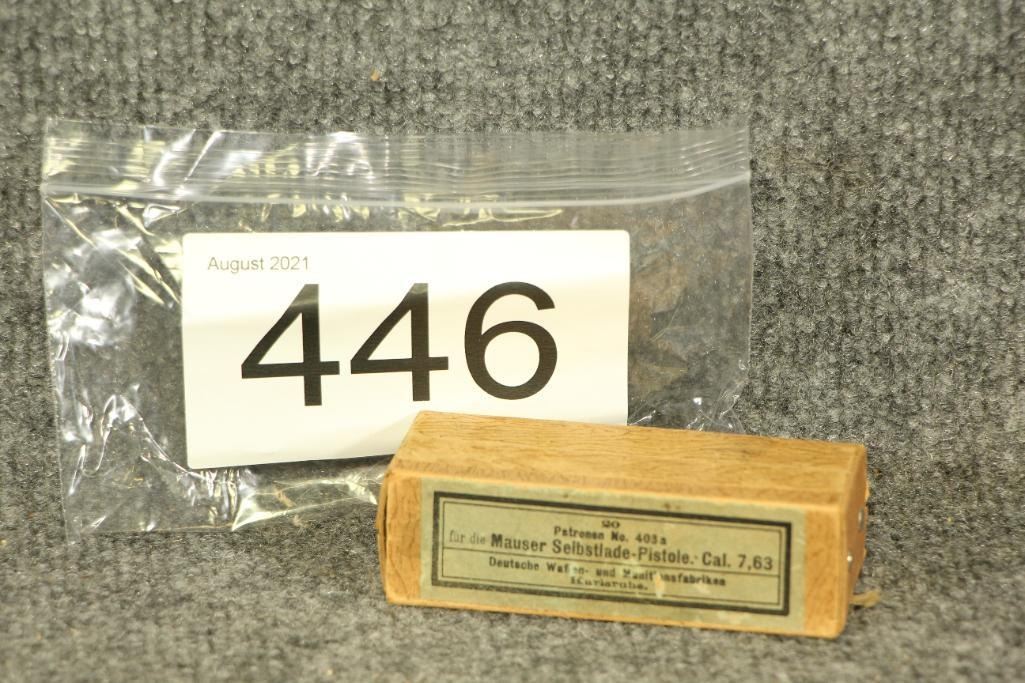 August 2021
446
20
Patronen No. 403a
für die Mauser Selbstlade-Pistole. Cal. 7,63
Deutsche Waffen- und Munitionsfabriken
Karlsruhe.